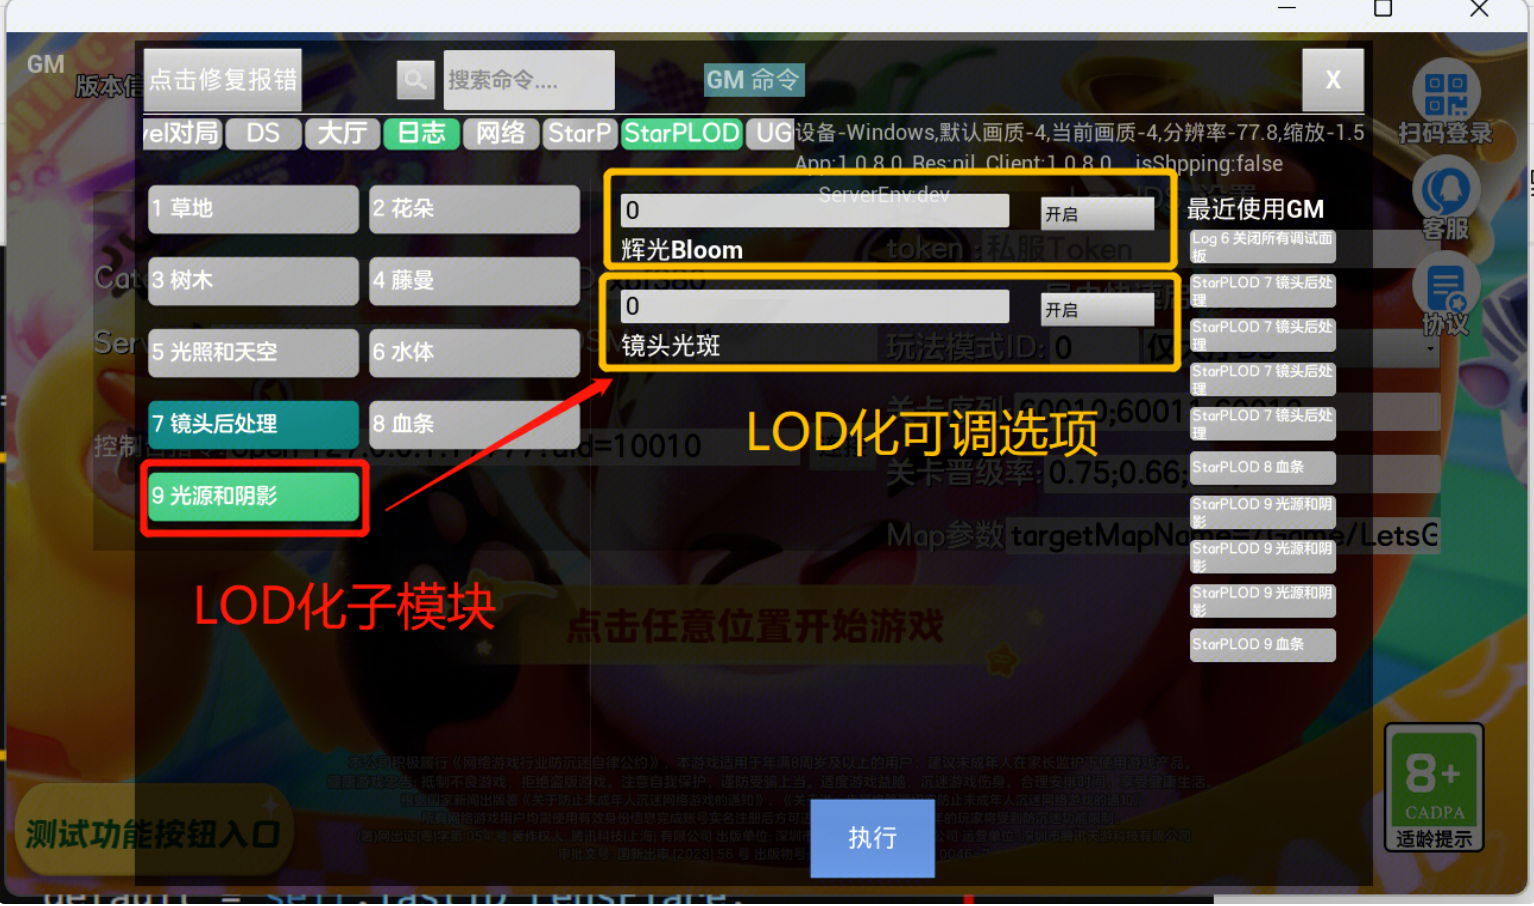 GM
点击修复报错
搜索命令....
GM 命令
X
版本信
扫码登录
vel对局
DS
大厅
日志
网络
StarP
StarPLOD
UG
设备-Windows,默认画质-4,当前画质-4,分辨率-77.8,缩放-1.5
App:1.0.8.0 Res:nil Client:1.0.8.0 isShpping:false
ServerEnv:dev
1 草地
2 花朵
0
开启
最近使用GM
辉光Bloom
token : 私服Token
客服
Log 6 关闭所有调试面
板
3 树木
4 藤曼
0
开启
StarPLOD 7 镜头后处
理
镜头光斑
协议
StarPLOD 7 镜头后处
理
5 光照和天空
6 水体
玩法模式ID: 0
StarPLOD 7 镜头后处
理
7 镜头后处理
8 血条
LOD化可调选项
StarPLOD 7 镜头后处
理
关卡晋级率: 0.75;0.66;
StarPLOD 8 血条
9 光源和阴影
StarPLOD 9 光源和阴
影
Map参数 targetMapName=/Game/LetsG
StarPLOD 9 光源和阴
影
LOD化子模块
点击任意位置开始游戏
StarPLOD 9 光源和阴
影
StarPLOD 9 血条
8+
CADPA
适龄提示
测试功能按钮入口
执行